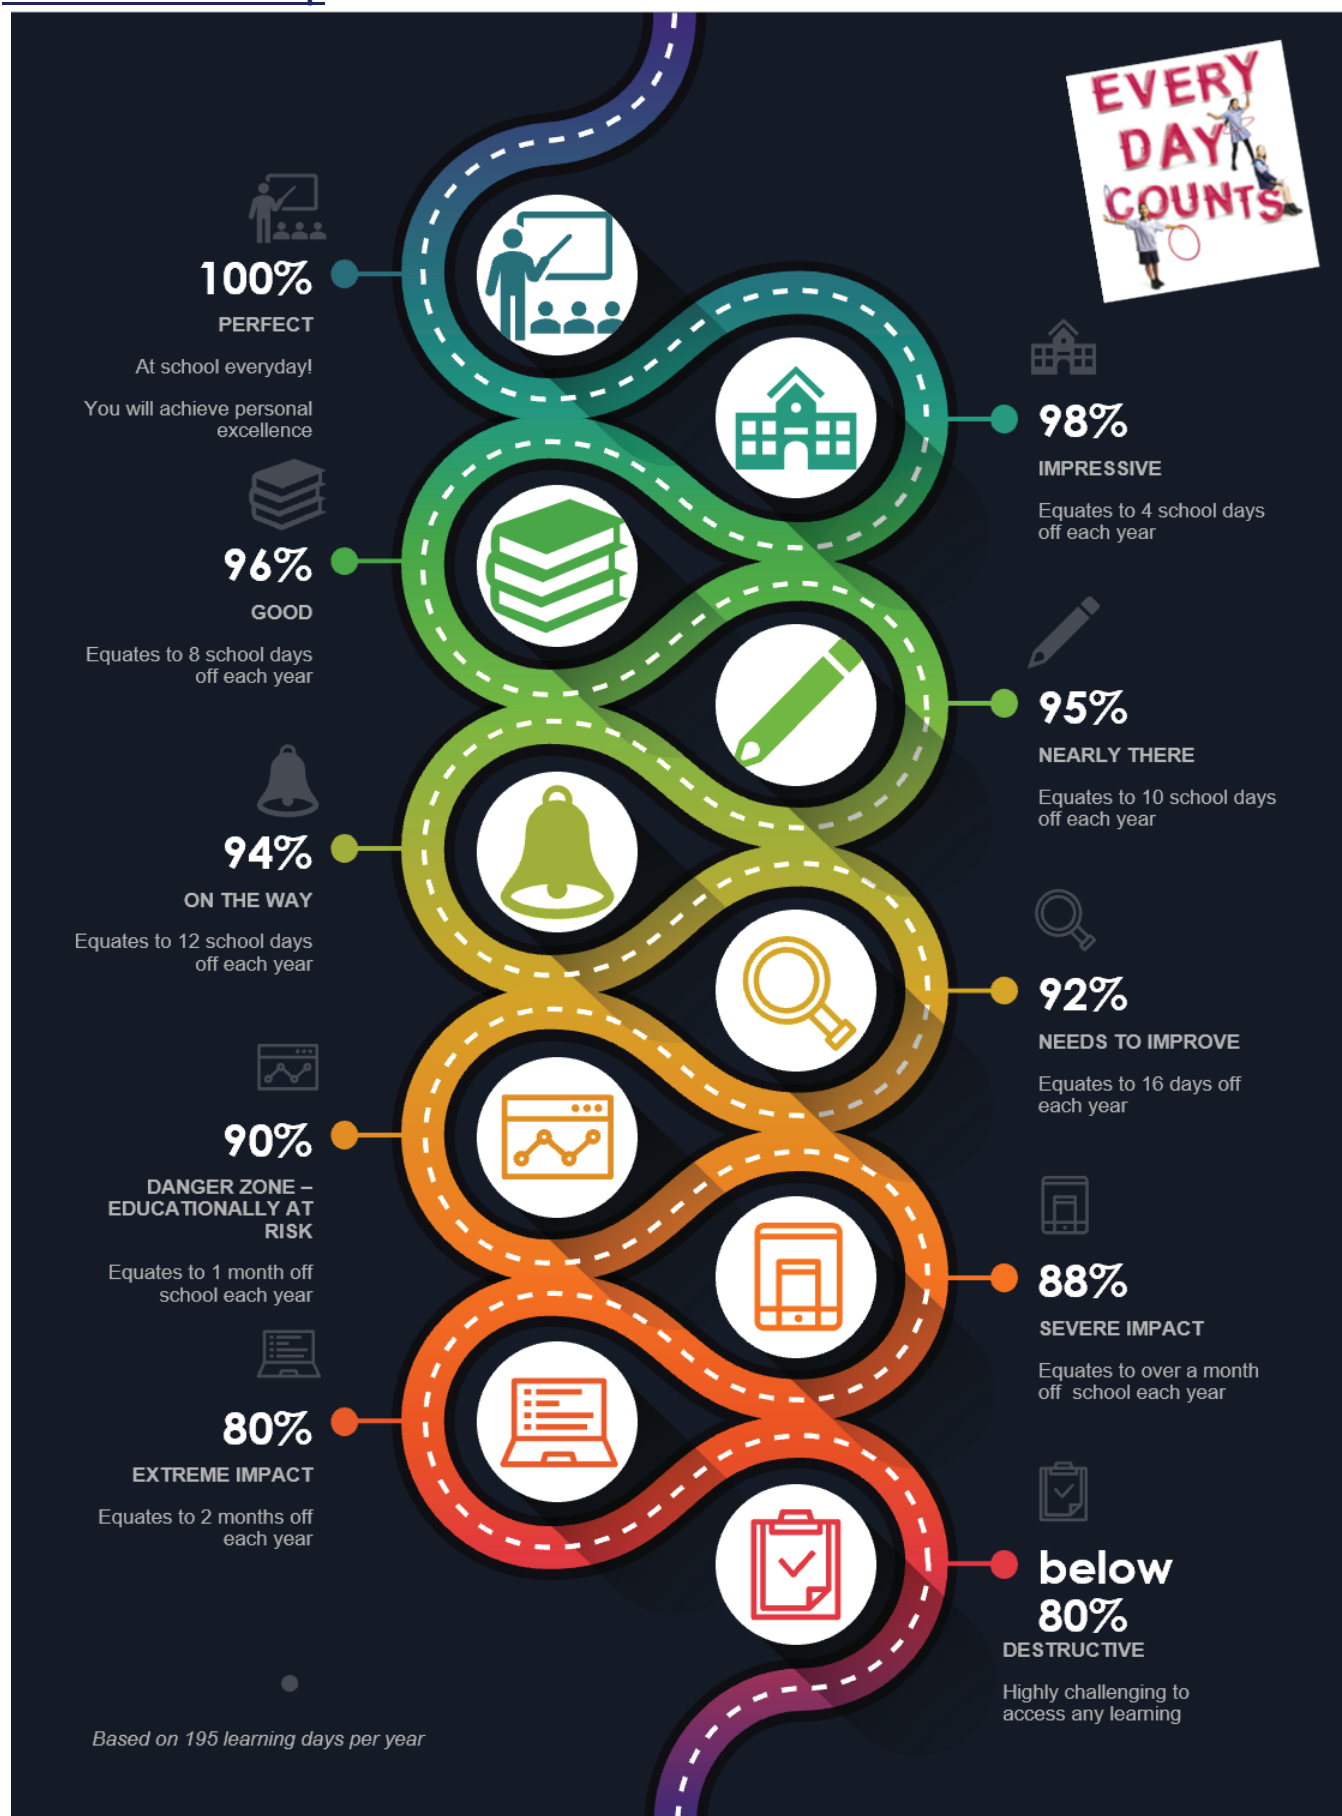 EVERY
DAY
COUNTS
100%
PERFECT
At school everyday!
You will achieve personal
excellence
98%
IMPRESSIVE
Equates to 4 school days
off each year
96%
GOOD
Equates to 8 school days
off each year
95%
NEARLY THERE
Equates to 10 school days
off each year
94%
ON THE WAY
Equates to 12 school days
off each year
92%
NEEDS TO IMPROVE
Equates to 16 days off
each year
90%
DANGER ZONE –
EDUCATIONALLY AT
RISK
Equates to 1 month off
school each year
88%
SEVERE IMPACT
Equates to over a month
off  school each year
80%
EXTREME IMPACT
Equates to 2 months off
each year
below
80%
DESTRUCTIVE
Highly challenging to
access any learning
Based on 195 learning days per year